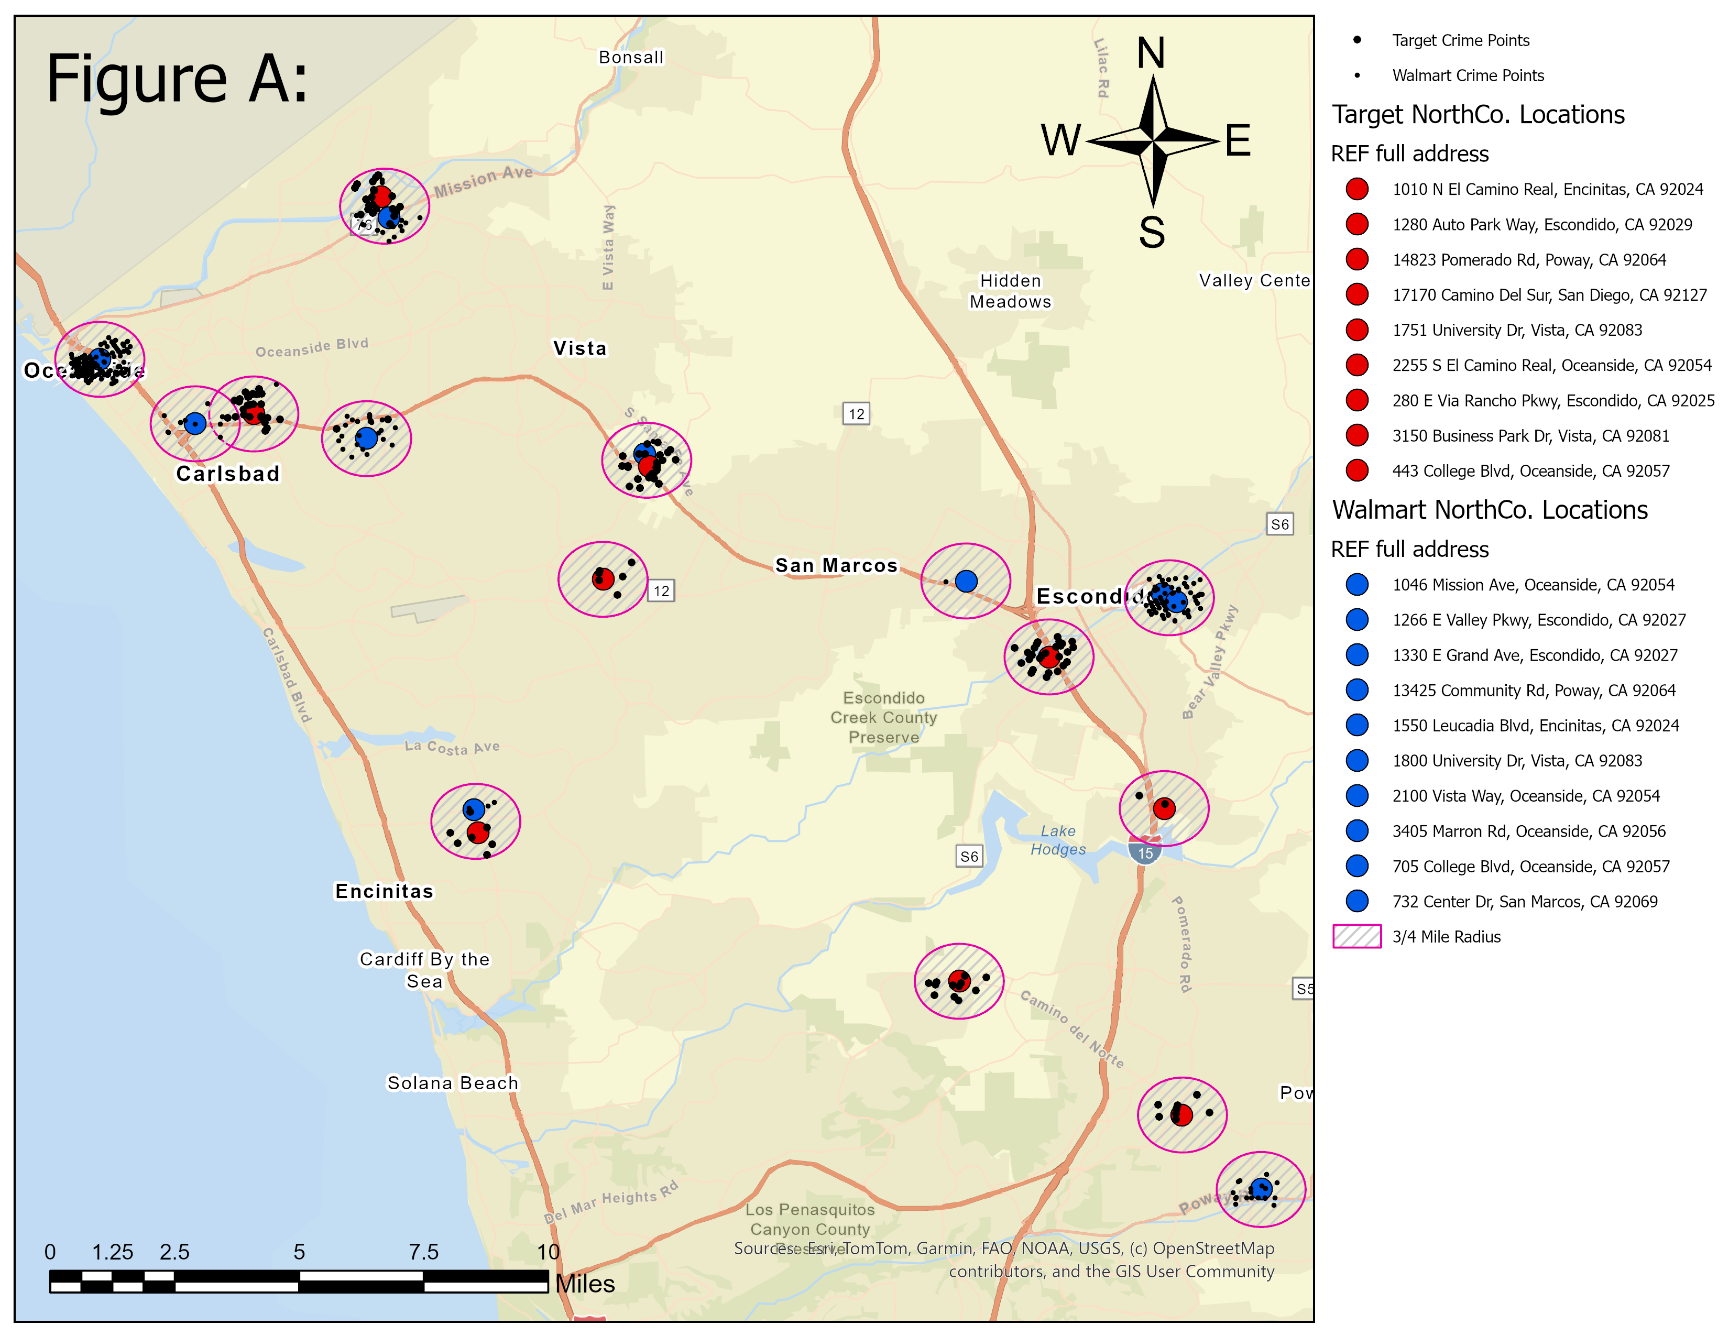 Figure A:
Bonsall
Lilac Rd
N
W
E
S
Mission Ave
76
E Vista Way
Hidden
Meadows
Valley Cente
Oceanside Blvd
Vista
Oceanside
12
Carlsbad
S6
San Marcos
12
Escondido
Carlsbad Blvd
Bear Valley Pkwy
Escondido
Creek County
Preserve
La Costa Ave
Lake
Hodges
S6
15
Encinitas
Pomerado Rd
Cardiff By the
Sea
S5
Camino del Norte
Solana Beach
Pow
Del Mar Heights Rd
Los Penasquitos
Canyon County
Preserve
0 1.25 2.5 5 7.5 10
Miles
Sources: Esri, TomTom, Garmin, FAO, NOAA, USGS, (c) OpenStreetMap
contributors, and the GIS User Community
Target Crime Points
Walmart Crime Points
Target NorthCo. Locations
REF full address
1010 N El Camino Real, Encinitas, CA 92024
1280 Auto Park Way, Escondido, CA 92029
14823 Pomerado Rd, Poway, CA 92064
17170 Camino Del Sur, San Diego, CA 92127
1751 University Dr, Vista, CA 92083
2255 S El Camino Real, Oceanside, CA 92054
280 E Via Rancho Pkwy, Escondido, CA 92025
3150 Business Park Dr, Vista, CA 92081
443 College Blvd, Oceanside, CA 92057
Walmart NorthCo. Locations
REF full address
1046 Mission Ave, Oceanside, CA 92054
1266 E Valley Pkwy, Escondido, CA 92027
1330 E Grand Ave, Escondido, CA 92027
13425 Community Rd, Poway, CA 92064
1550 Leucadia Blvd, Encinitas, CA 92024
1800 University Dr, Vista, CA 92083
2100 Vista Way, Oceanside, CA 92054
3405 Marron Rd, Oceanside, CA 92056
705 College Blvd, Oceanside, CA 92057
732 Center Dr, San Marcos, CA 92069
3/4 Mile Radius